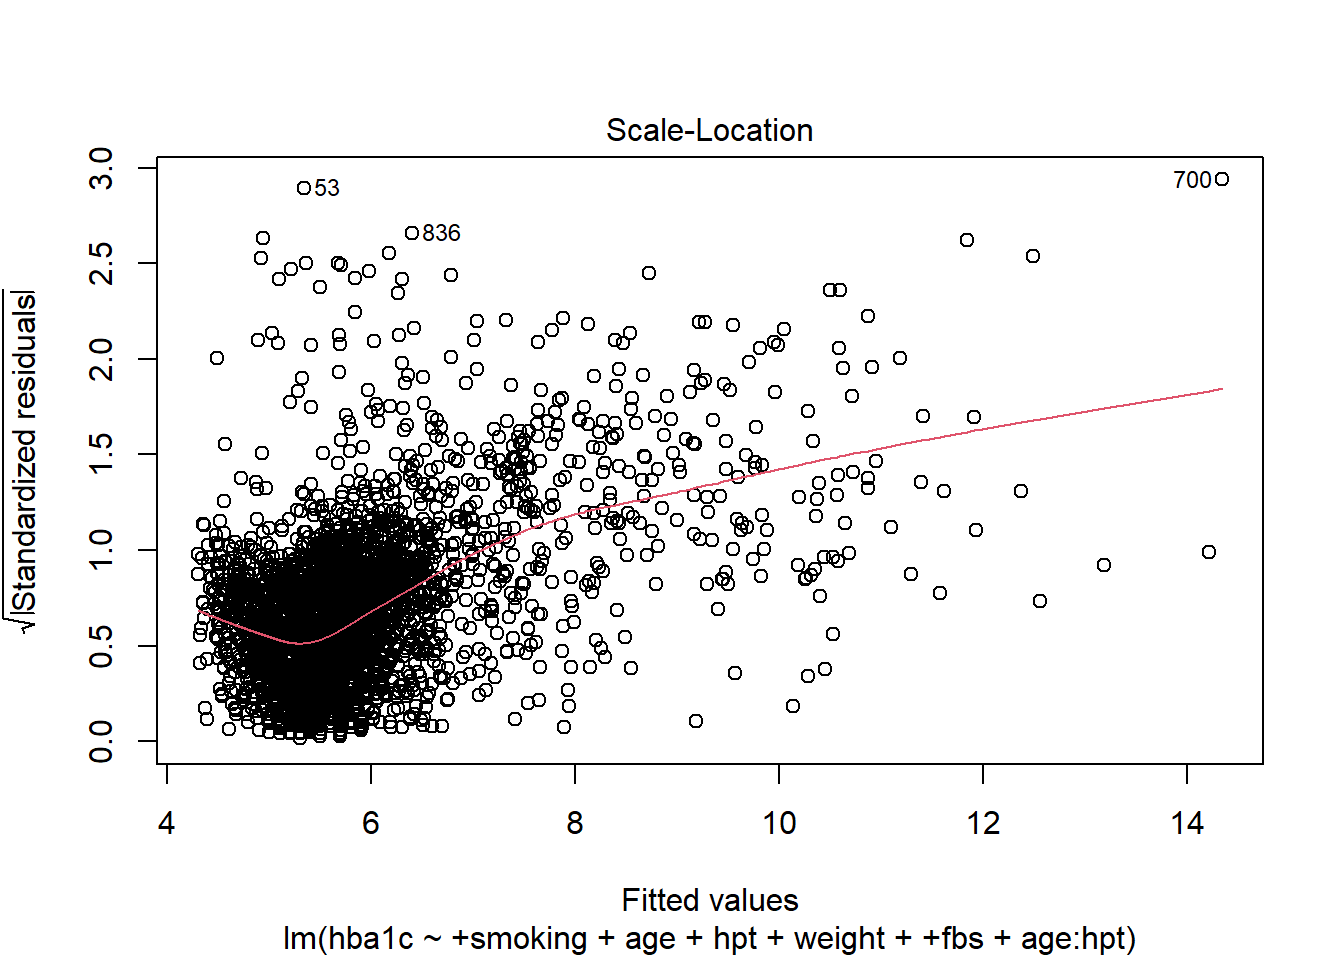 Scale-Location
√|Standardized residuals|
3.0
2.5
2.0
1.5
1.0
0.5
0.0
53
836
700
4 6 8 10 12 14
Fitted values
lm(hba1c ~ +smoking + age + hpt + weight + +fbs + age:hpt)